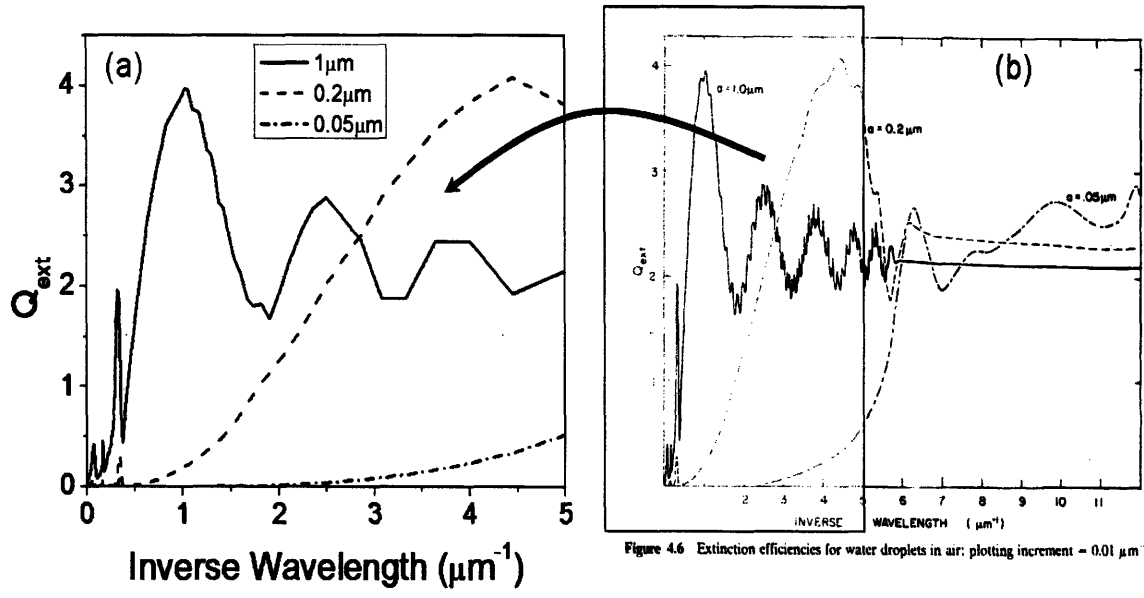 (a)
1μm
0.2μm
0.05μm
Qext
4
3
2
1
0
0 1 2 3 4 5
Inverse Wavelength (μm⁻¹)
(b)
a = 1.0μm
a = 0.2μm
a = .05μm
Qext
4
3
2
2 3 4 5 6 7 8 9 10 11
INVERSE WAVELENGTH (μm⁻¹)
Figure 4.6 Extinction efficiencies for water droplets in air: plotting increment = 0.01 μm